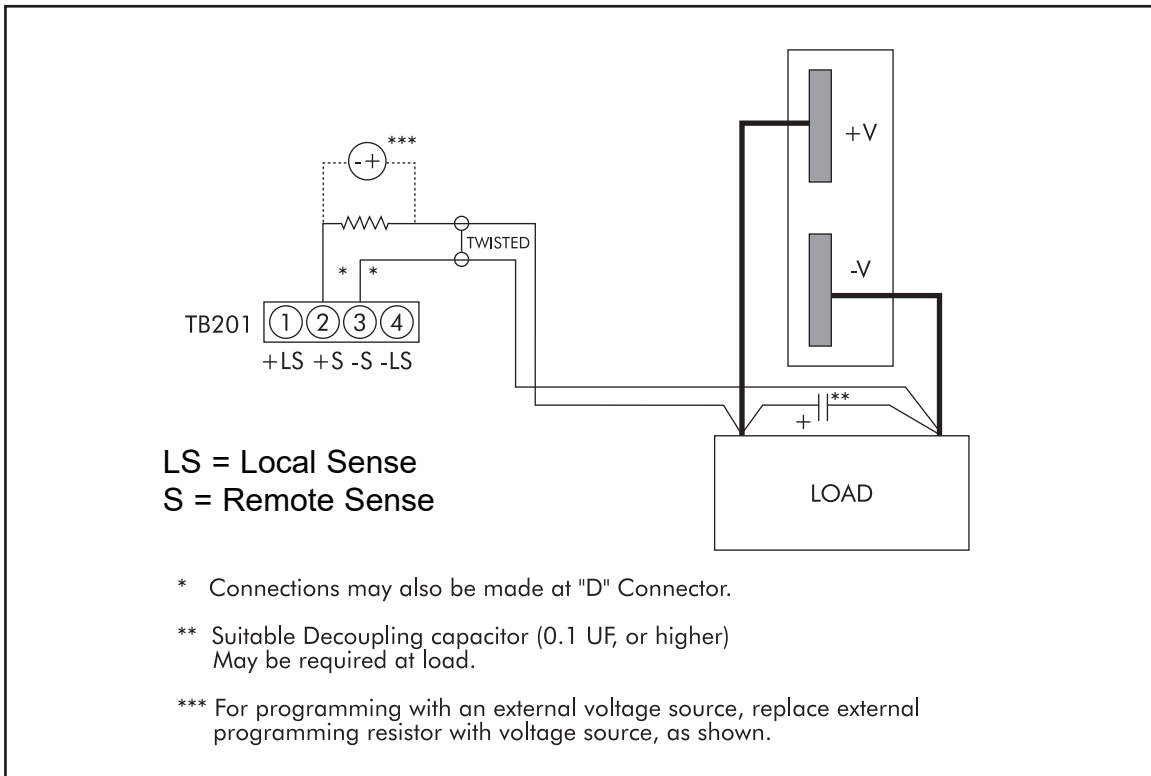 ***
- +
+V
TWISTED
-V
* *
TB201 1 2 3 4
+LS +S -S -LS
**
+
LS = Local Sense
S = Remote Sense
LOAD
* Connections may also be made at "D" Connector.
** Suitable Decoupling capacitor (0.1 UF, or higher)
May be required at load.
*** For programming with an external voltage source, replace external
programming resistor with voltage source, as shown.